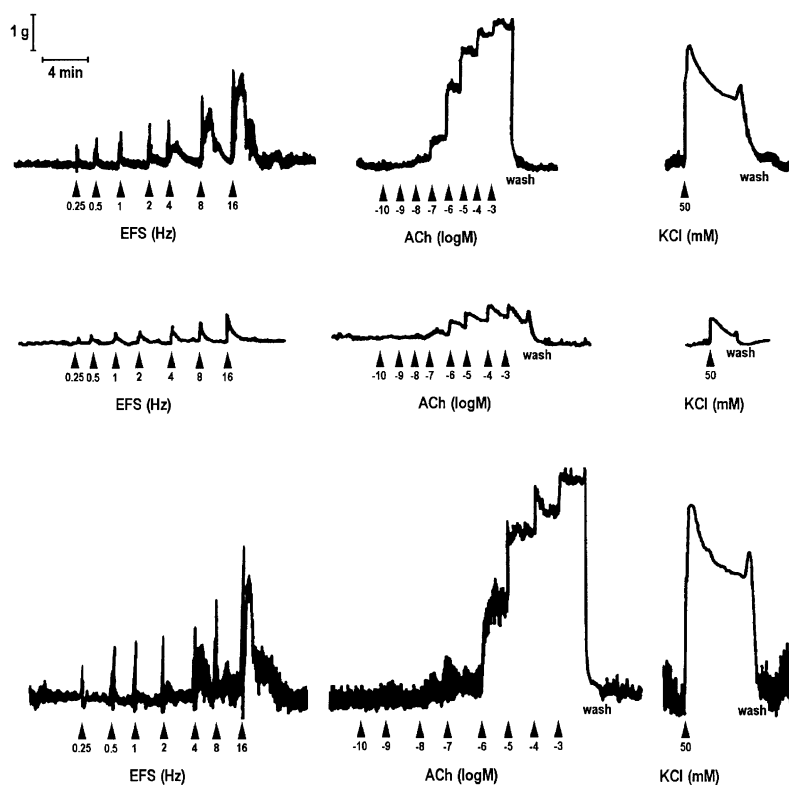 1 g
4 min
wash
wash
0.25 0.5 1 2 4 8 16
-10 -9 -8 -7 -6 -5 -4 -3
50
EFS (Hz)
ACh (logM)
KCl (mM)
wash
wash
0.25 0.5 1 2 4 8 16
-10 -9 -8 -7 -6 -5 -4 -3
50
EFS (Hz)
ACh (logM)
KCl (mM)
wash
wash
0.25 0.5 1 2 4 8 16
-10 -9 -8 -7 -6 -5 -4 -3
50
EFS (Hz)
ACh (logM)
KCl (mM)